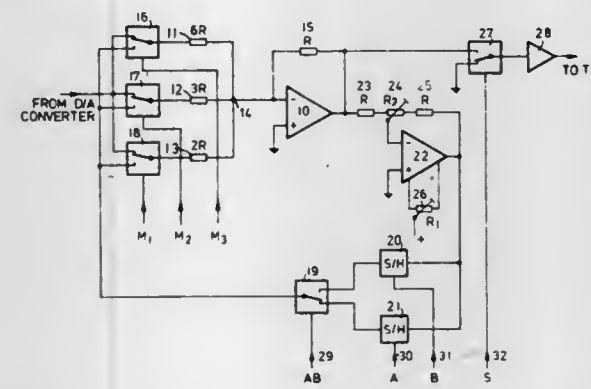 16
11 6R
15
R
27
28
TO T
17
12 3R
14
FROM D/A
CONVERTER
10
23
R
24
R2
25
R
18
13 2R
22
26
R1
M1
M2
M3
20
S/H
19
21
S/H
29
30
31
32
AB
A
B
S